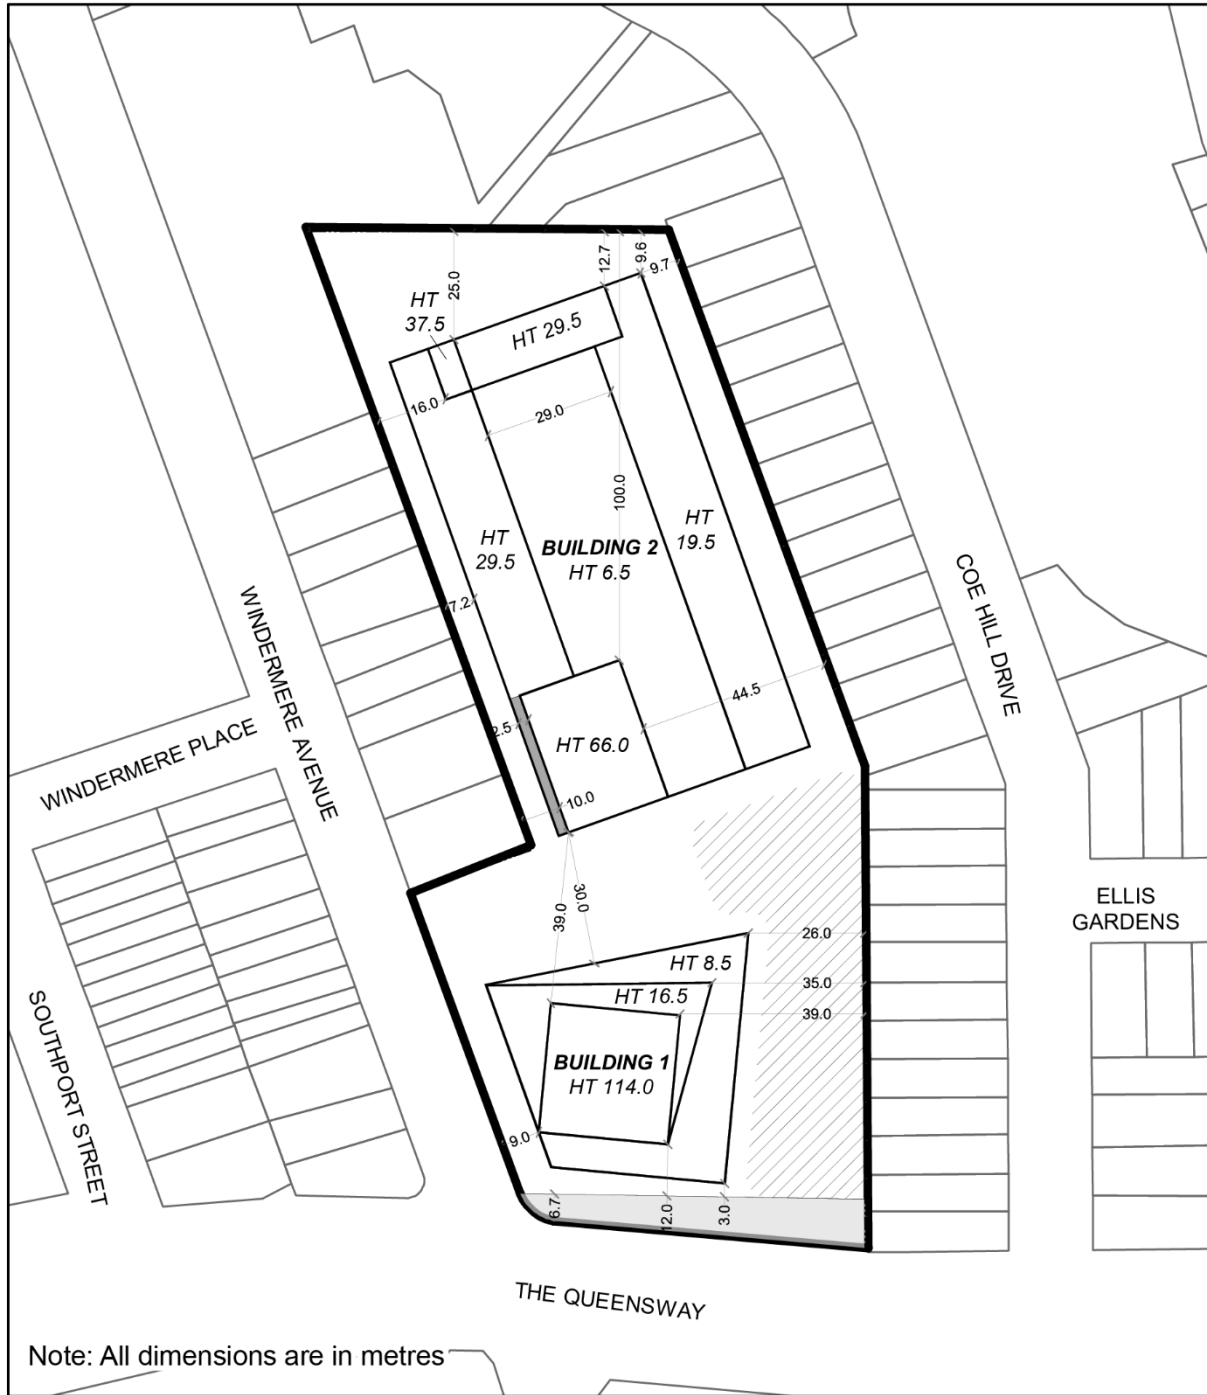 12.7
9.6
9.7
25.0
HT
37.5
HT 29.5
16.0
29.0
100.0
HT
19.5
HT
29.5
BUILDING 2
HT 6.5
7.2
COE HILL DRIVE
WINDERMERE AVENUE
WINDERMERE PLACE
44.5
2.5
HT 66.0
10.0
39.0
30.0
ELLIS
GARDENS
26.0
HT 8.5
35.0
HT 16.5
39.0
SOUTHPORT STREET
BUILDING 1
HT 114.0
9.0
6.7
12.0
3.0
THE QUEENSWAY
Note: All dimensions are in metres